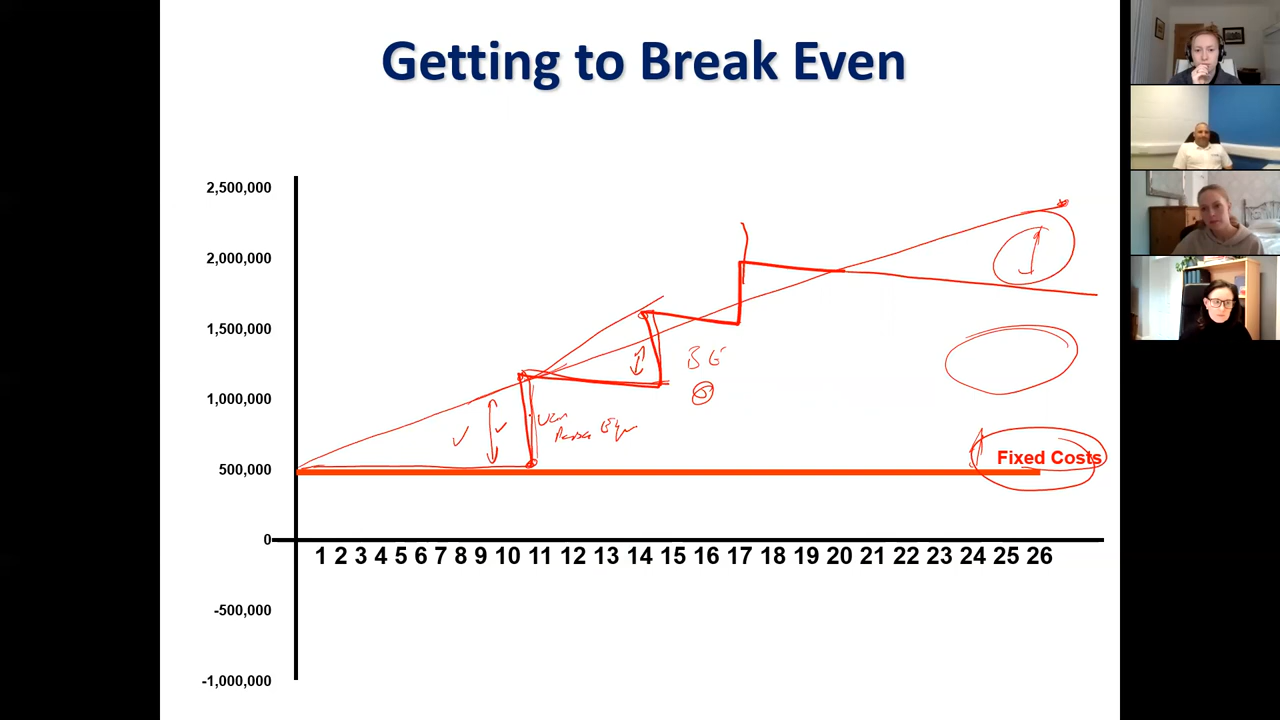 Getting to Break Even
2,500,000
2,000,000
1,500,000
1,000,000
500,000
0
-500,000
-1,000,000
BE
Fixed Costs
1 2 3 4 5 6 7 8 9 10 11 12 13 14 15 16 17 18 19 20 21 22 23 24 25 26